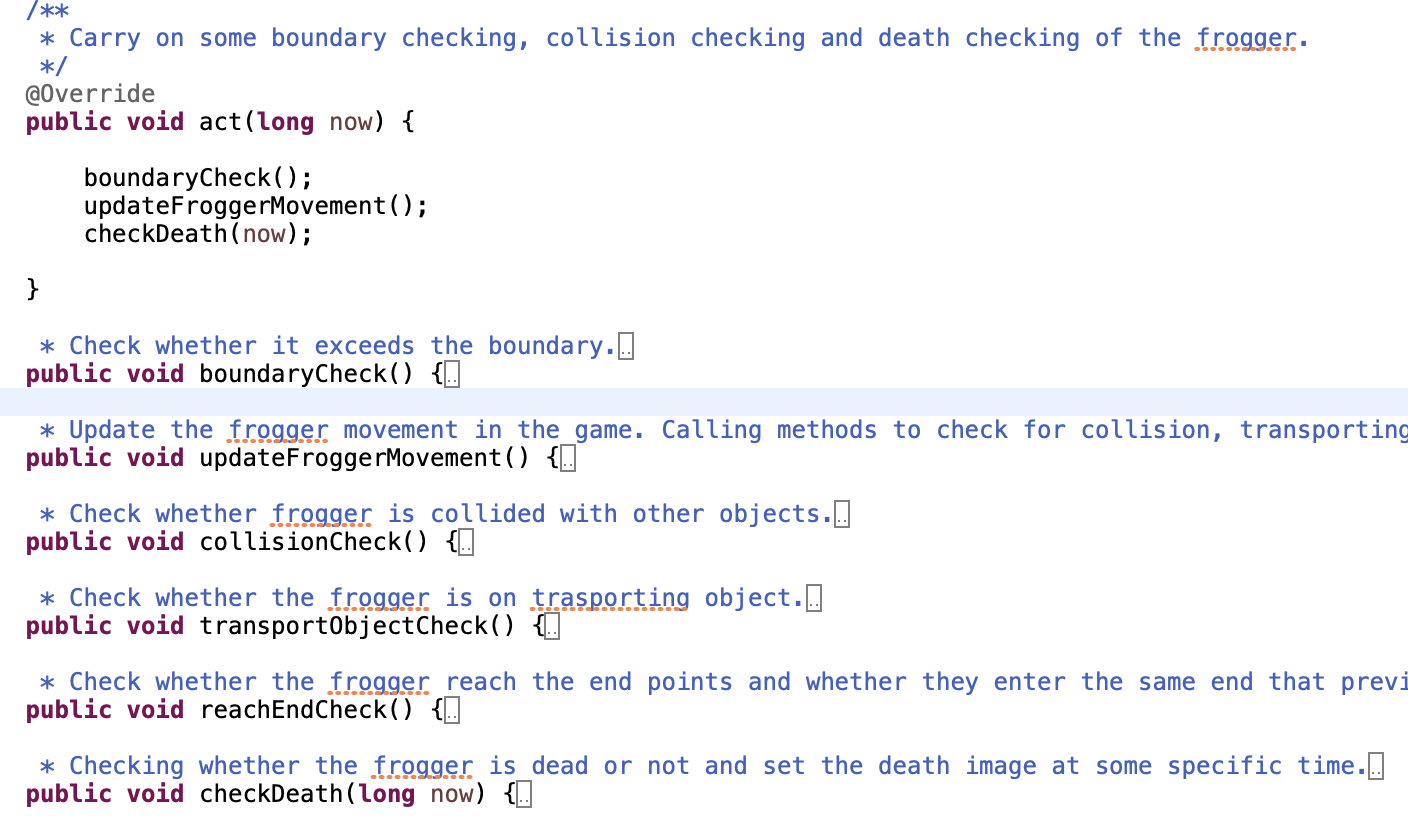 /**
 * Carry on some boundary checking, collision checking and death checking of the frogger.
 */
@Override
public void act(long now) {
    boundaryCheck();
    updateFroggerMovement();
    checkDeath(now);
}
 * Check whether it exceeds the boundary.
public void boundaryCheck() {
 * Update the frogger movement in the game. Calling methods to check for collision, transporting
public void updateFroggerMovement() {
 * Check whether frogger is collided with other objects.
public void collisionCheck() {
 * Check whether the frogger is on trasporting object.
public void transportObjectCheck() {
 * Check whether the frogger reach the end points and whether they enter the same end that previ
public void reachEndCheck() {
 * Checking whether the frogger is dead or not and set the death image at some specific time.
public void checkDeath(long now) {